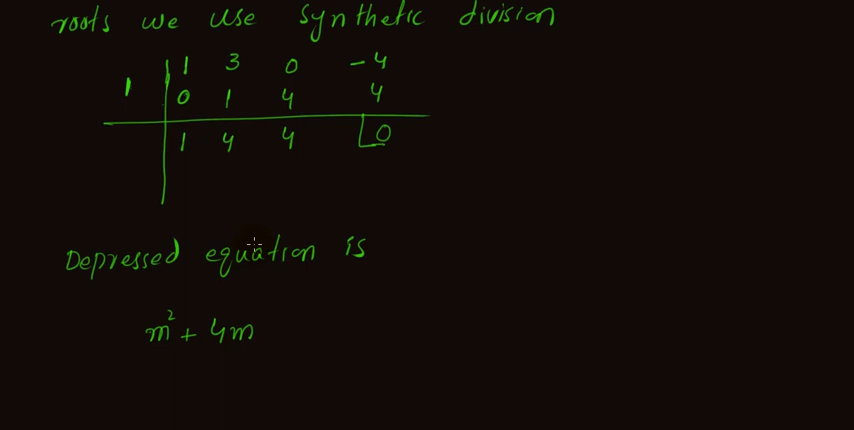 roots we use synthetic division
1 3 0 -4
1 0 1 4 4
1 4 4 0
Depressed equation is
m² + 4m